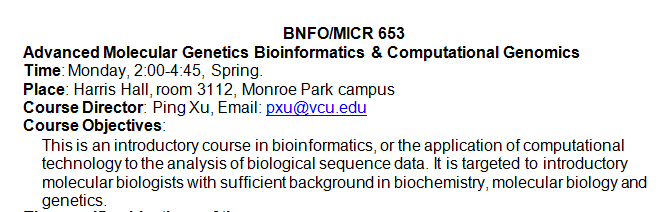 BNFO/MICR 653
Advanced Molecular Genetics Bioinformatics & Computational Genomics
Time: Monday, 2:00-4:45, Spring.
Place: Harris Hall, room 3112, Monroe Park campus
Course Director: Ping Xu, Email: pxu@vcu.edu
Course Objectives:
This is an introductory course in bioinformatics, or the application of computational
technology to the analysis of biological sequence data. It is targeted to introductory
molecular biologists with sufficient background in biochemistry, molecular biology and
genetics.